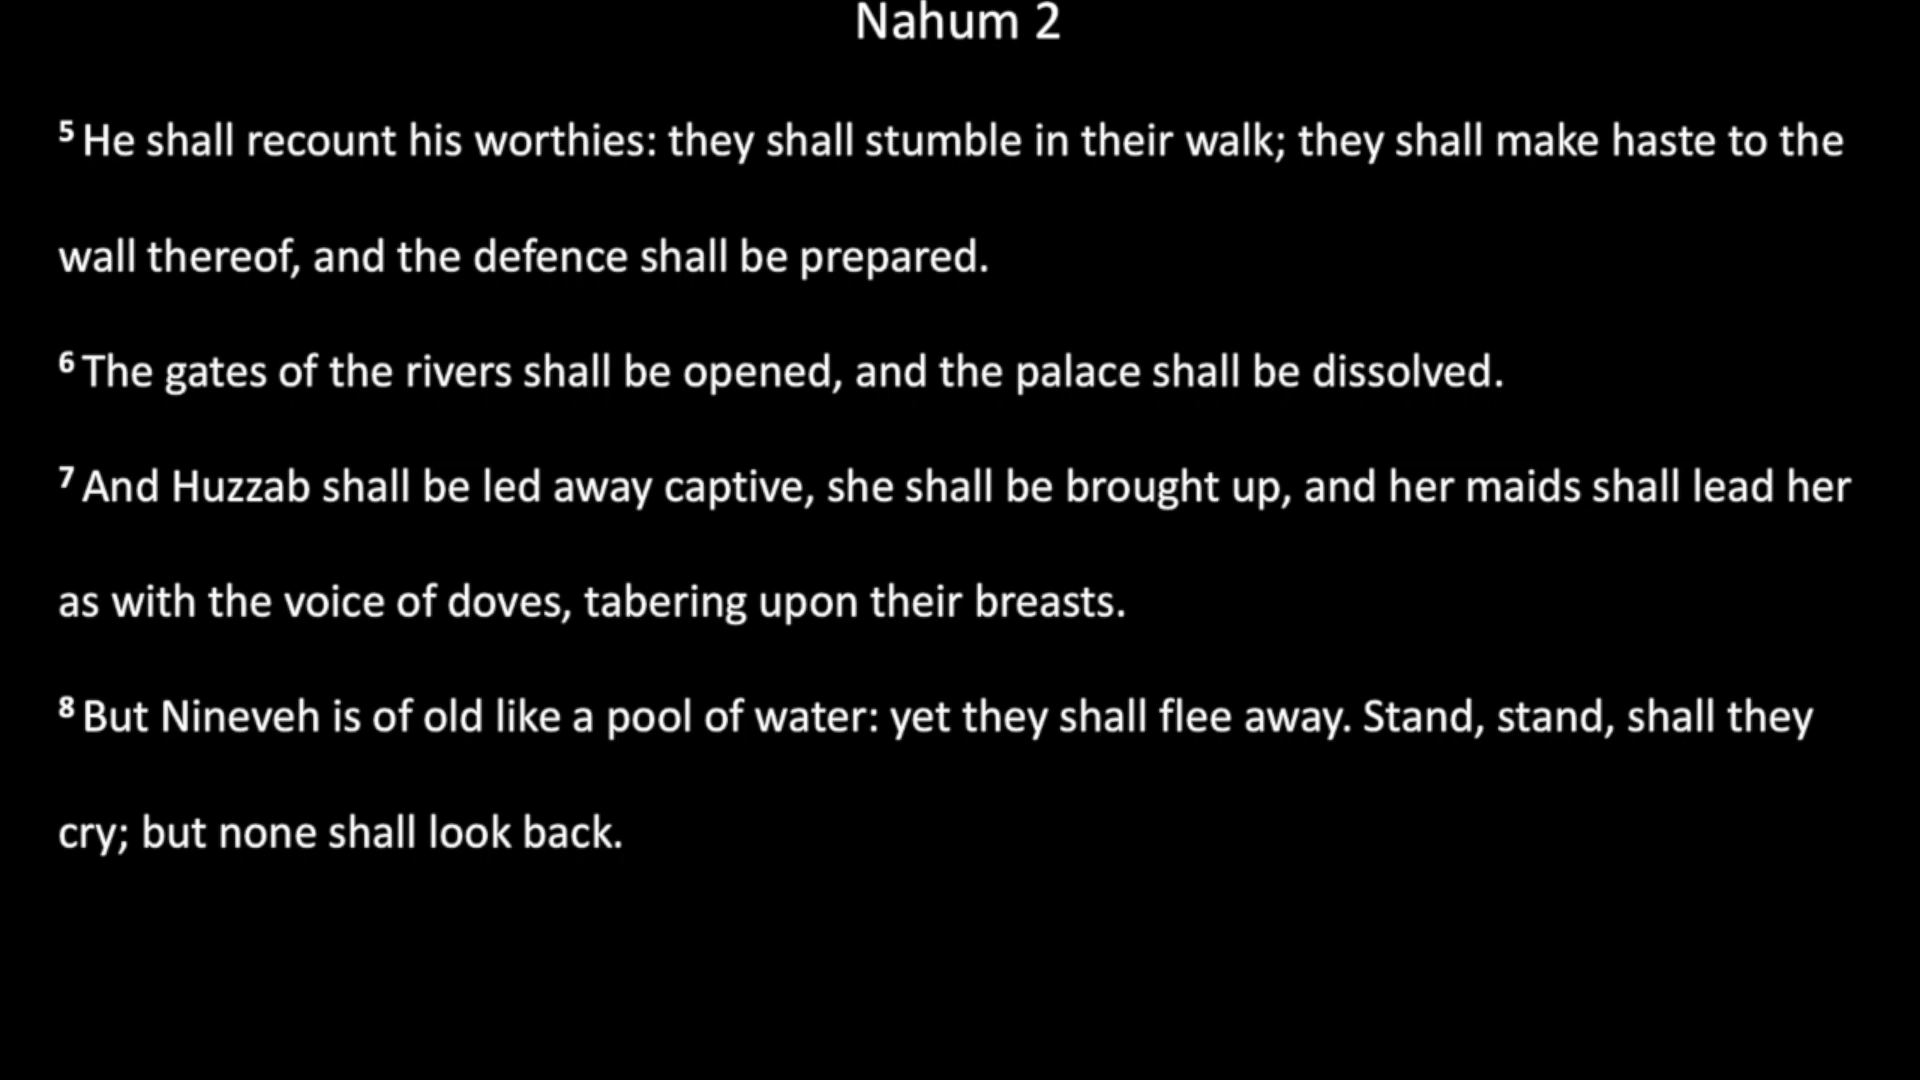 Nahum 2
5 He shall recount his worthies: they shall stumble in their walk; they shall make haste to the
wall thereof, and the defence shall be prepared.
6 The gates of the rivers shall be opened, and the palace shall be dissolved.
7 And Huzzab shall be led away captive, she shall be brought up, and her maids shall lead her
as with the voice of doves, tabering upon their breasts.
8 But Nineveh is of old like a pool of water: yet they shall flee away. Stand, stand, shall they
cry; but none shall look back.